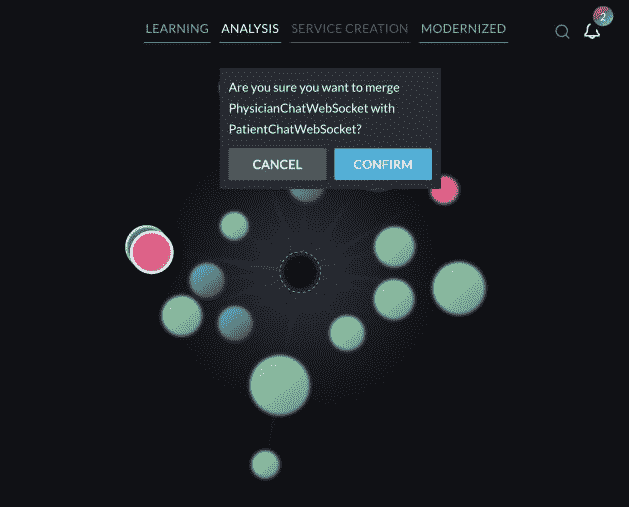 LEARNING ANALYSIS SERVICE CREATION MODERNIZED
2
Are you sure you want to merge
PhysicianChatWebSocket with
PatientChatWebSocket?
CANCEL CONFIRM